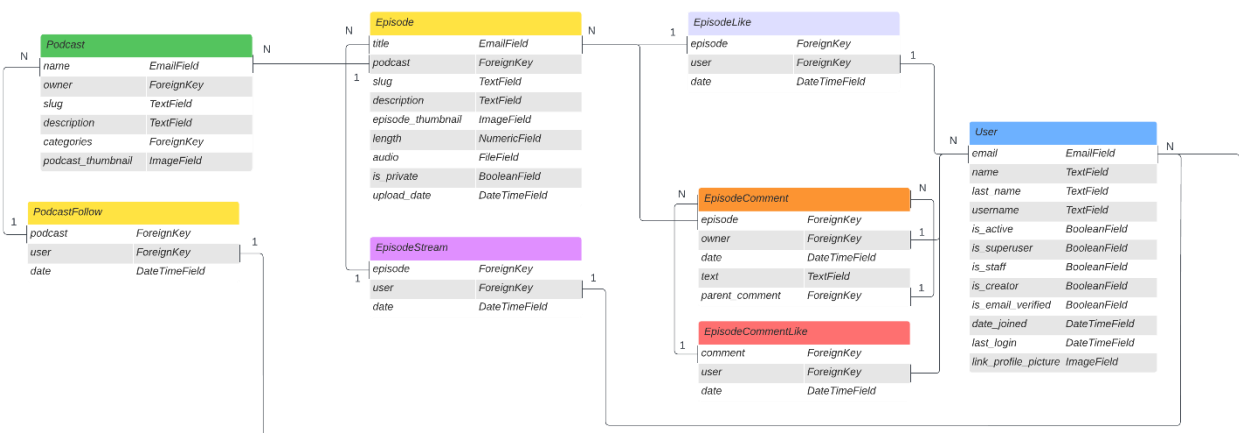 Podcast
name EmailField
owner ForeignKey
slug TextField
description TextField
categories ForeignKey
podcast_thumbnail ImageField
N
N
1
PodcastFollow
podcast ForeignKey
user ForeignKey
date DateTimeField
1
Episode
title EmailField
podcast ForeignKey
slug TextField
description TextField
episode_thumbnail ImageField
length NumericField
audio FileField
is_private BooleanField
upload_date DateTimeField
N
N
1
EpisodeStream
episode ForeignKey
user ForeignKey
date DateTimeField
1
1
EpisodeLike
episode ForeignKey
user ForeignKey
date DateTimeField
1
1
EpisodeComment
episode ForeignKey
owner ForeignKey
date DateTimeField
text TextField
parent_comment ForeignKey
N
N
1
1
EpisodeCommentLike
comment ForeignKey
user ForeignKey
date DateTimeField
1
User
email EmailField
name TextField
last_name TextField
username TextField
is_active BooleanField
is_superuser BooleanField
is_staff BooleanField
is_creator BooleanField
is_email_verified BooleanField
date_joined DateTimeField
last_login DateTimeField
link_profile_picture ImageField
N
N